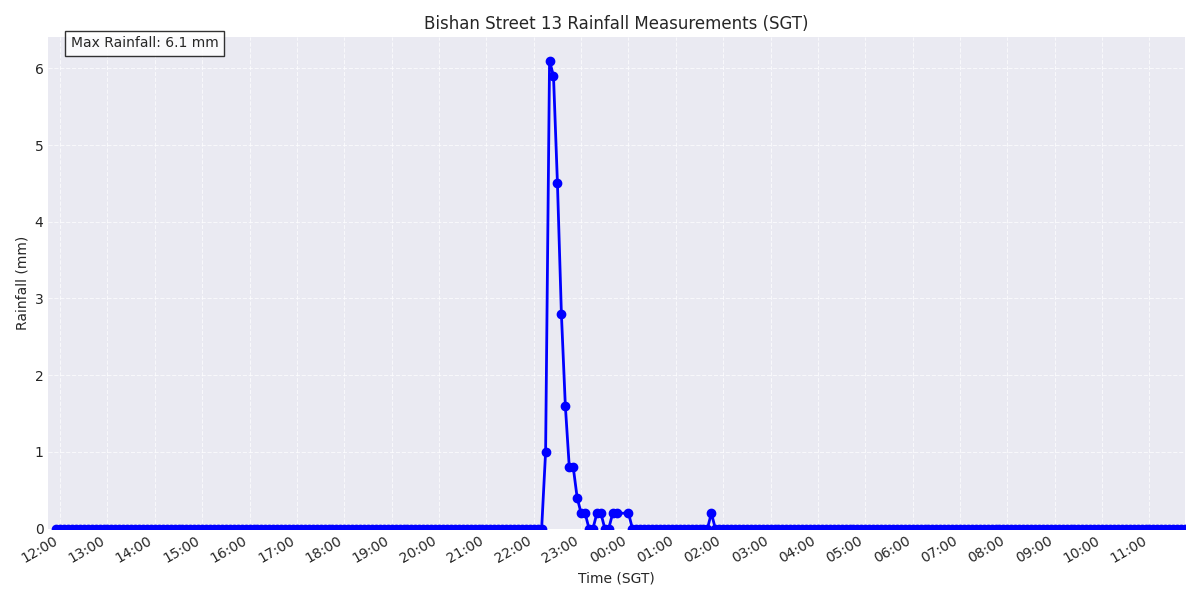 Bishan Street 13 Rainfall Measurements (SGT)
Max Rainfall: 6.1 mm
Rainfall (mm)
6
5
4
3
2
1
0
12:00 13:00 14:00 15:00 16:00 17:00 18:00 19:00 20:00 21:00 22:00 23:00 00:00 01:00 02:00 03:00 04:00 05:00 06:00 07:00 08:00 09:00 10:00 11:00
Time (SGT)